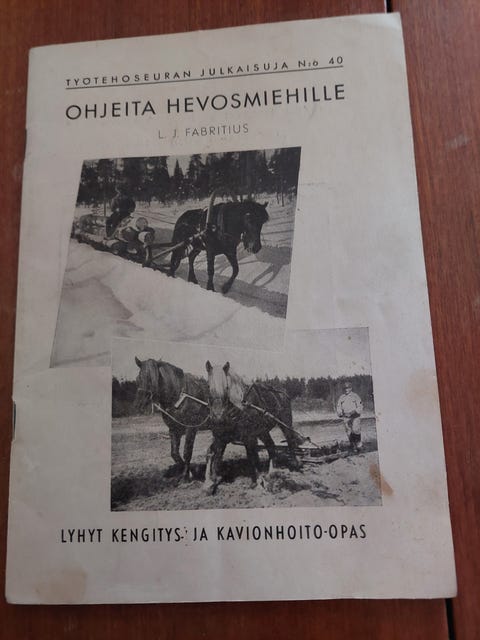 TYÖTEHOSEURAN JULKAISUJA N:o 40
OHJEITA HEVOSMIEHILLE
L. J. FABRITIUS
LYHYT KENGITYS- JA KAVIONHOITO-OPAS